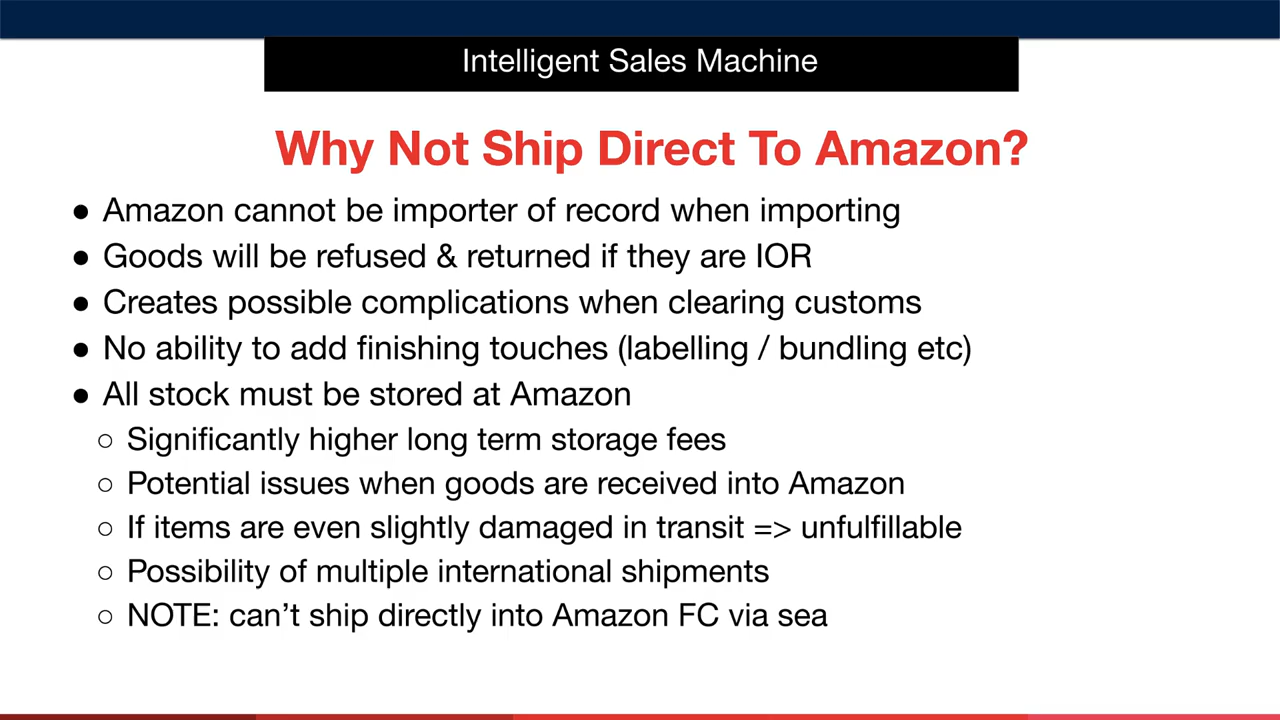 Intelligent Sales Machine
Why Not Ship Direct To Amazon?
● Amazon cannot be importer of record when importing
● Goods will be refused & returned if they are IOR
● Creates possible complications when clearing customs
● No ability to add finishing touches (labelling / bundling etc)
● All stock must be stored at Amazon
○ Significantly higher long term storage fees
○ Potential issues when goods are received into Amazon
○ If items are even slightly damaged in transit => unfulfillable
○ Possibility of multiple international shipments
○ NOTE: can’t ship directly into Amazon FC via sea